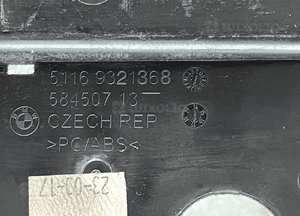 5116 9321368
584507 13
CZECH REP
>PC/ABS<
23-03-17